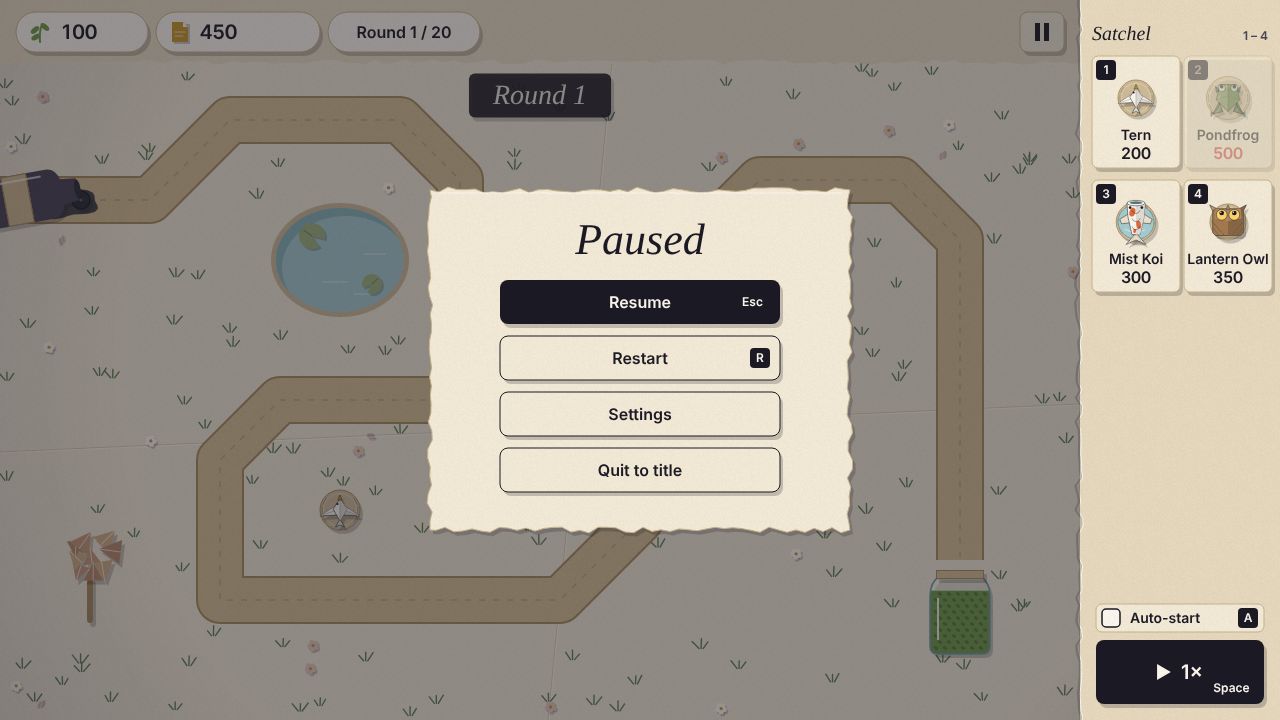 100
450
Round 1 / 20
Round 1
Paused
Resume Esc
Restart R
Settings
Quit to title
Satchel 1–4
1
Tern
200
2
Pondfrog
500
3
Mist Koi
300
4
Lantern Owl
350
Auto-start A
1×
Space